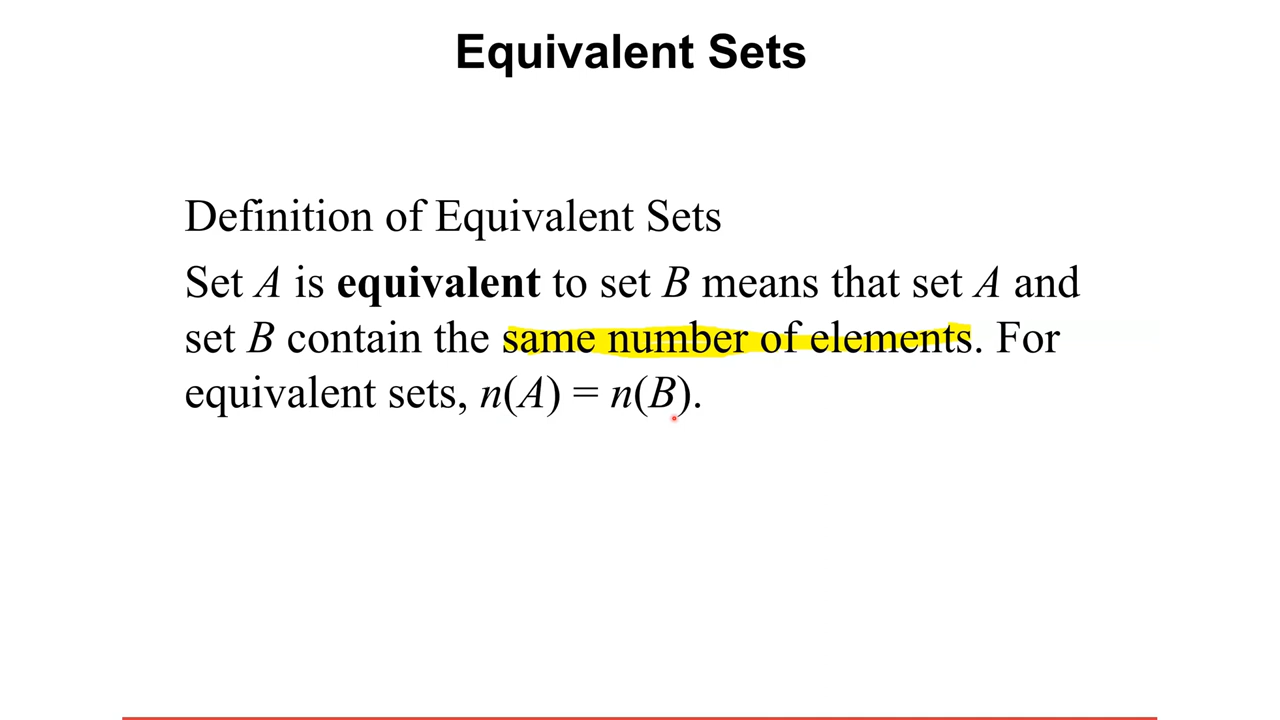 Equivalent Sets
Definition of Equivalent Sets
Set A is equivalent to set B means that set A and
set B contain the same number of elements. For
equivalent sets, n(A) = n(B).